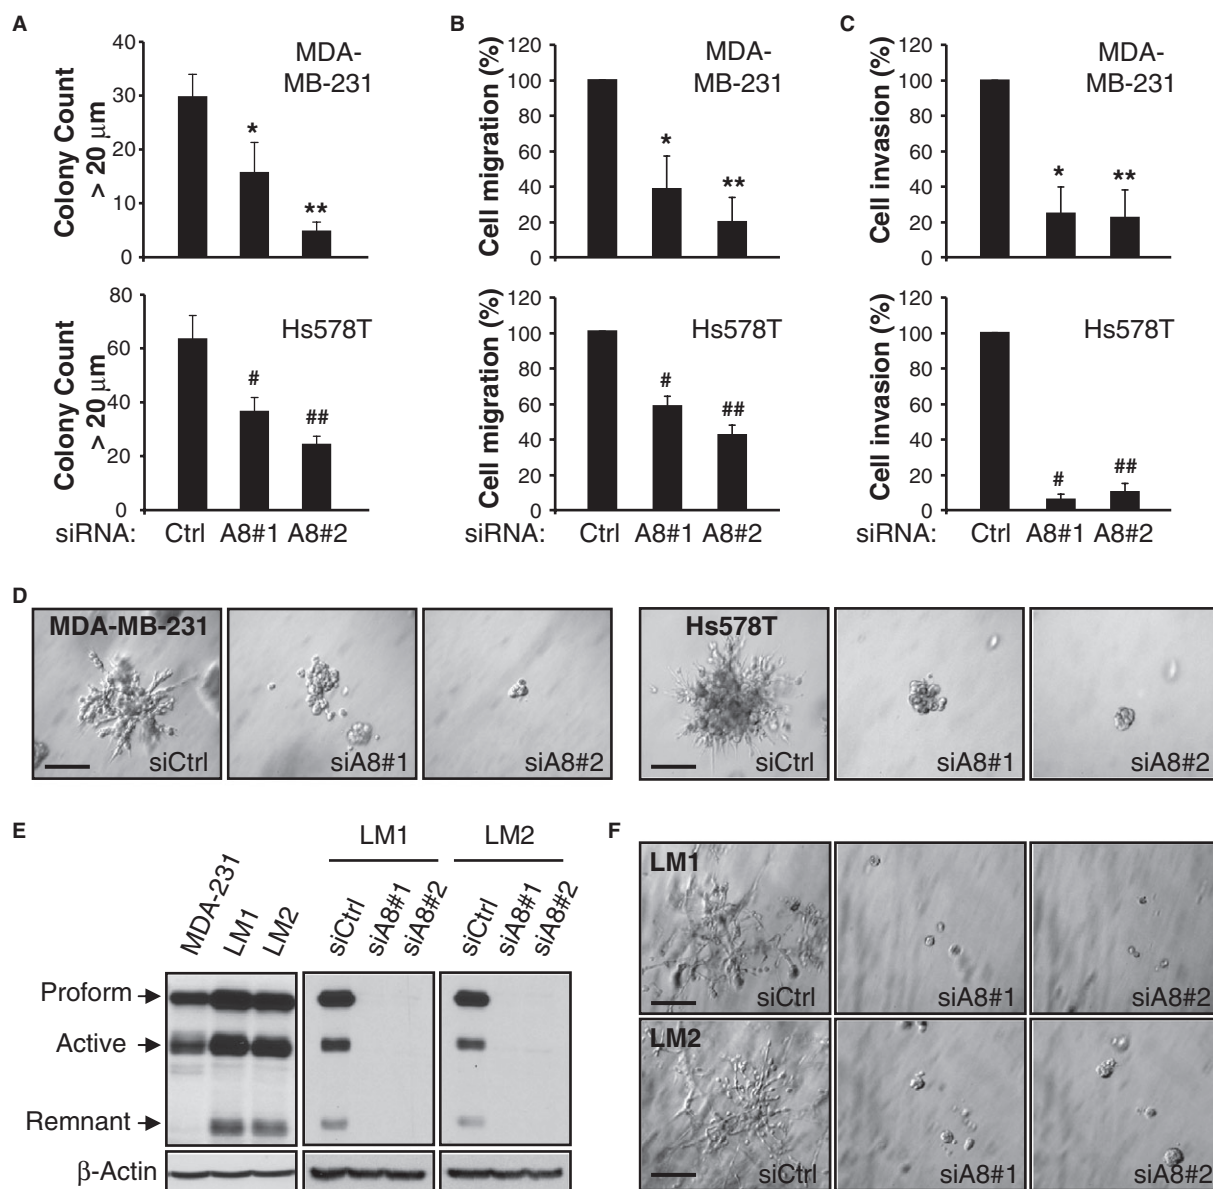 A
Colony Count
> 20 μm
40
30
20
10
0
MDA-
MB-231
*
**
Colony Count
> 20 μm
80
60
40
20
0
Hs578T
#
##
siRNA: Ctrl A8#1 A8#2
B
Cell migration (%)
120
100
80
60
40
20
0
MDA-
MB-231
*
**
Cell migration (%)
120
100
80
60
40
20
0
Hs578T
#
##
siRNA: Ctrl A8#1 A8#2
C
Cell invasion (%)
120
100
80
60
40
20
0
MDA-
MB-231
*
**
Cell invasion (%)
120
100
80
60
40
20
0
Hs578T
#
##
siRNA: Ctrl A8#1 A8#2
D
MDA-MB-231
siCtrl
siA8#1
siA8#2
Hs578T
siCtrl
siA8#1
siA8#2
E
LM1
LM2
MDA-231
LM1
LM2
siCtrl
siA8#1
siA8#2
siCtrl
siA8#1
siA8#2
Proform
Active
Remnant
β-Actin
F
LM1
siCtrl
siA8#1
siA8#2
LM2
siCtrl
siA8#1
siA8#2